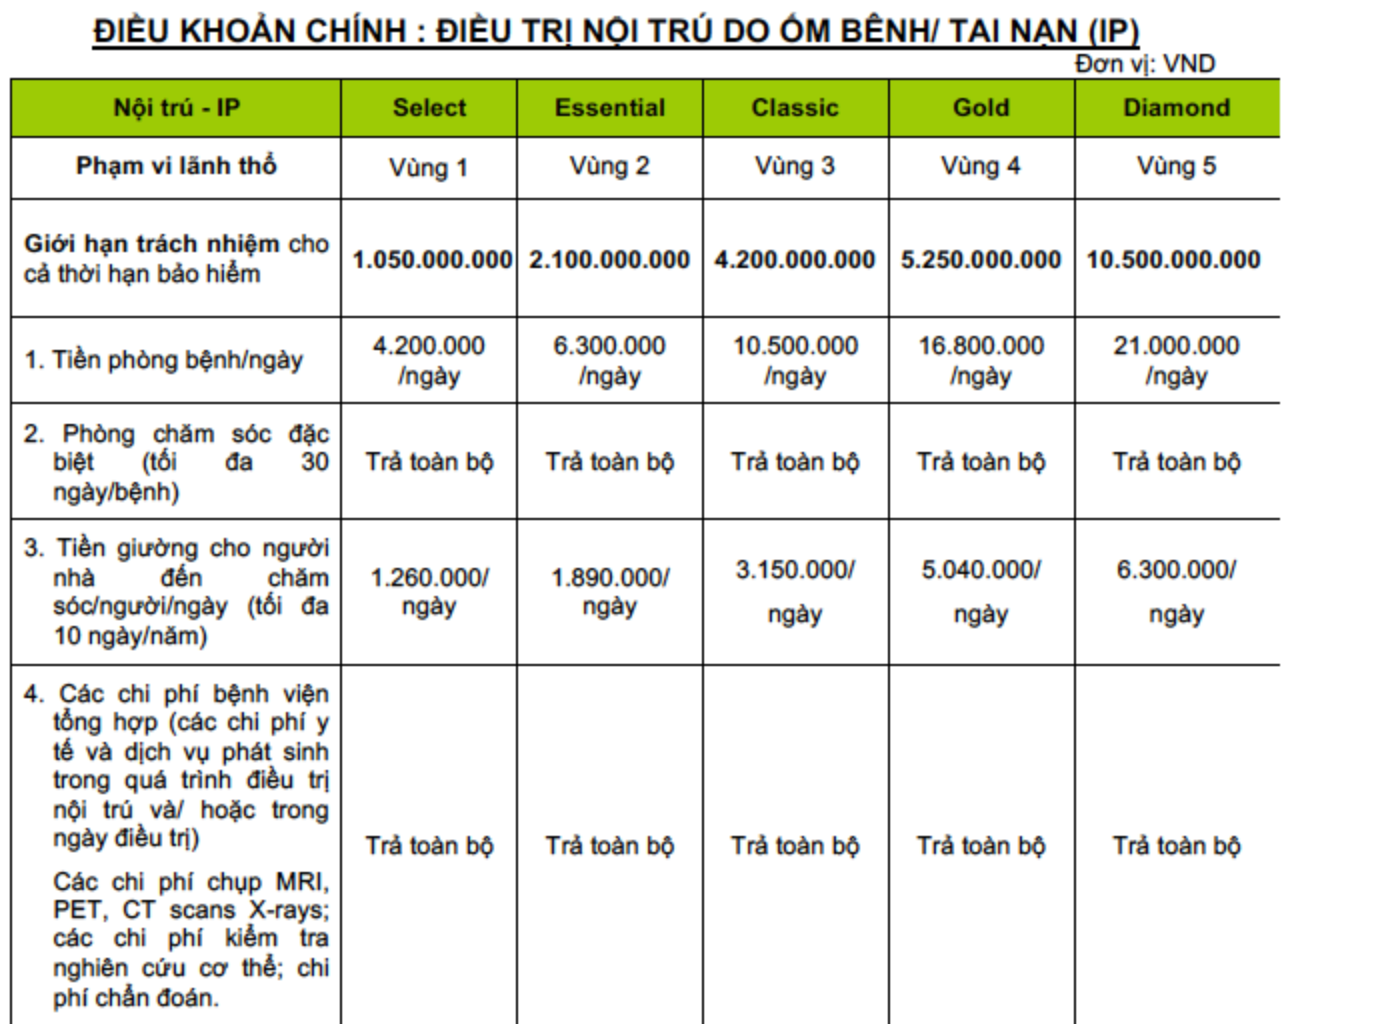 ĐIỀU KHOẢN CHÍNH : ĐIỀU TRỊ NỘI TRÚ DO ỐM BỆNH/ TAI NẠN (IP)
Đơn vị: VND
Nội trú - IP Select Essential Classic Gold Diamond
Phạm vi lãnh thổ Vùng 1 Vùng 2 Vùng 3 Vùng 4 Vùng 5
Giới hạn trách nhiệm cho
cả thời hạn bảo hiểm
1.050.000.000 2.100.000.000 4.200.000.000 5.250.000.000 10.500.000.000
1. Tiền phòng bệnh/ngày
4.200.000 6.300.000 10.500.000 16.800.000 21.000.000
/ngày /ngày /ngày /ngày /ngày
2. Phòng chăm sóc đặc
biệt (tối đa 30
ngày/bệnh)
Trả toàn bộ Trả toàn bộ Trả toàn bộ Trả toàn bộ Trả toàn bộ
3. Tiền giường cho người
nhà đến chăm
sóc/người/ngày (tối đa
10 ngày/năm)
1.260.000/ 1.890.000/ 3.150.000/ 5.040.000/ 6.300.000/
ngày ngày ngày ngày ngày
4. Các chi phí bệnh viện
tổng hợp (các chi phí y
tế và dịch vụ phát sinh
trong quá trình điều trị
nội trú và/ hoặc trong
ngày điều trị)
Các chi phí chụp MRI,
PET, CT scans X-rays;
các chi phí kiểm tra
nghiên cứu cơ thể; chi
phí chẩn đoán.
Trả toàn bộ Trả toàn bộ Trả toàn bộ Trả toàn bộ Trả toàn bộ